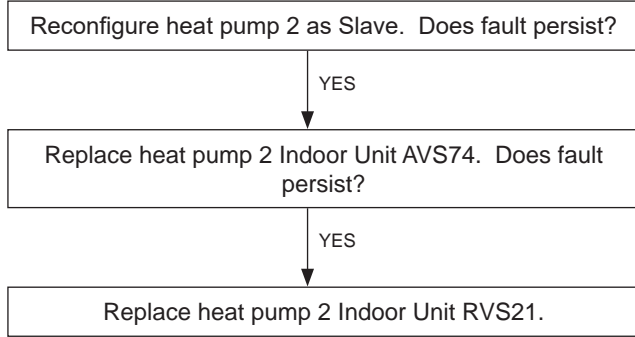 Reconfigure heat pump 2 as Slave.  Does fault persist?
YES
Replace heat pump 2 Indoor Unit AVS74.  Does fault
persist?
YES
Replace heat pump 2 Indoor Unit RVS21.